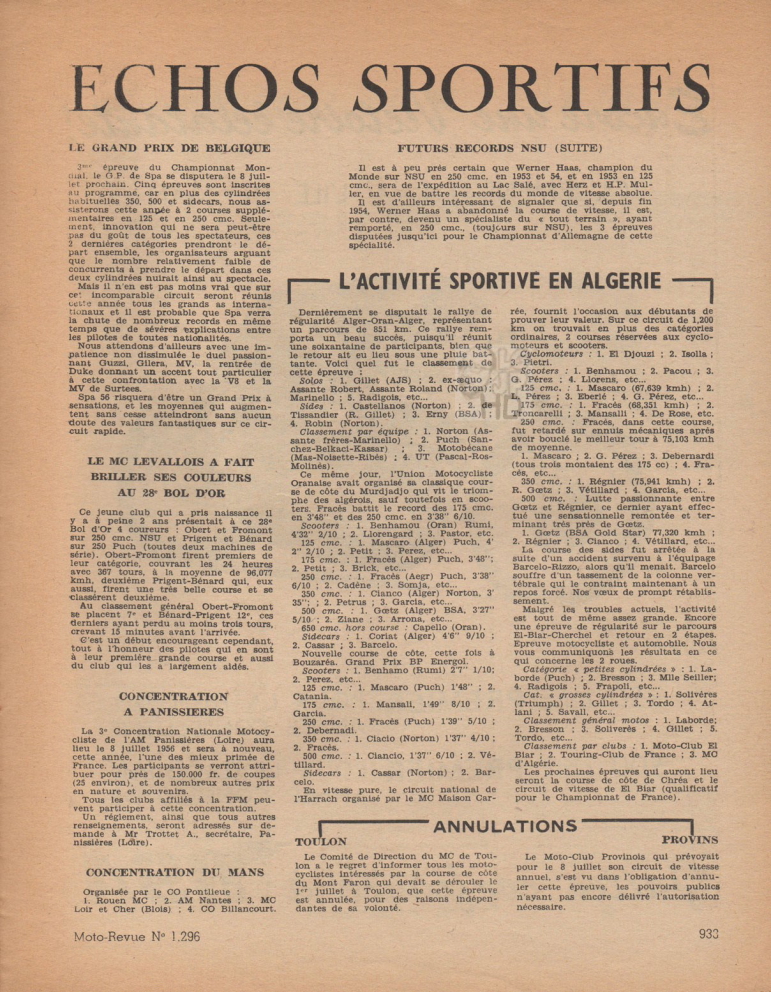 ECHOS SPORTIFS
LE GRAND PRIX DE BELGIQUE
3me épreuve du Championnat Mon-
dial, le G.P. de Spa se disputera le 8 juil-
let prochain. Cinq épreuves sont inscrites
au programme, car en plus des cylindrées
habituelles 350, 500 et sidecars, nous as-
sisterons cette année à 2 courses supplé-
mentaires en 125 et en 250 cmc. Seule-
ment, innovation qui ne sera peut-être
pas du goût de tous les spectateurs, ces
2 dernières catégories prendront le dé-
part ensemble, les organisateurs arguant
que le nombre relativement faible de
concurrents à prendre le départ dans ces
deux cylindrées nuirait ainsi au spectacle.
Mais il n'en est pas moins vrai que sur
cet incomparable circuit seront réunis
cette année tous les grands as interna-
tionaux et il est probable que Spa verra
la chute de nombreux records en même
temps que de sévères explications entre
les pilotes de toutes nationalités.
Nous attendons d'ailleurs avec une im-
patience non dissimulée le duel passion-
nant Guzzi, Gilera, MV, la rentrée de
Duke donnant un accent tout particulier
à cette confrontation avec la V8 et la
MV de Surtees.
Spa 56 risquera d'être un Grand Prix à
sensations, et les moyennes qui augmen-
tent sans cesse atteindront sans aucun
doute des valeurs fantastiques sur ce cir-
cuit rapide.
LE MC LEVALLOIS A FAIT
BRILLER SES COULEURS
AU 28e BOL D'OR
Ce jeune club qui a pris naissance il
y a à peine 2 ans présentait à ce 28e
Bol d'Or 4 coureurs : Obert et Fromont
sur 250 cmc. NSU et Prigent et Bénard
sur 250 Puch (toutes deux machines de
série). Obert-Fromont firent premiers de
leur catégorie, couvrant les 24 heures
avec 367 tours, à la moyenne de 96,077
kmh, deuxième Prigent-Bénard qui, eux
aussi, firent une très belle course et se
classèrent deuxième.
Au classement général Obert-Fromont
se placent 7e et Bénard-Prigent 12e, ces
derniers ayant perdu au moins trois tours,
crevant 15 minutes avant l'arrivée.
C'est un début encourageant cependant,
tout à l'honneur des pilotes qui en sont
à leur première grande course et aussi
du club qui les a largement aidés.
CONCENTRATION
A PANISSIERES
La 3e Concentration Nationale Motocy-
cliste de l'AM Panissières (Loire) aura
lieu le 8 juillet 1956 et sera à nouveau,
cette année, l'une des mieux primée de
France. Les participants se verront attri-
buer pour près de 150.000 fr. de coupes
(25 environ), et de nombreux autres prix
en nature et souvenirs.
Tous les clubs affiliés à la FFM peu-
vent participer à cette concentration.
Un règlement, ainsi que tous autres
renseignements, seront adressés sur de-
mande à Mr Trottet A., secrétaire, Pa-
nissières (Loire).
CONCENTRATION DU MANS
Organisée par le CO Pontlieue :
1. Rouen MC ; 2. AM Nantes ; 3. MC
Loir et Cher (Blois) ; 4. CO Billancourt.
FUTURS RECORDS NSU (SUITE)
Il est à peu près certain que Werner Haas, champion du
Monde sur NSU en 250 cmc. en 1953 et 54, et en 1953 en 125
cmc., sera de l'expédition au Lac Salé, avec Herz et H.P. Mul-
ler, en vue de battre les records du monde de vitesse absolue.
Il est d'ailleurs intéressant de signaler que si, depuis fin
1954, Werner Haas a abandonné la course de vitesse, il est,
par contre, devenu un spécialiste du « tout terrain », ayant
remporté, en 250 cmc., (toujours sur NSU), les 3 épreuves
disputées jusqu'ici pour le Championnat d'Allemagne de cette
spécialité.
L'ACTIVITÉ SPORTIVE EN ALGERIE
Dernièrement se disputait le rallye de
régularité Alger-Oran-Alger, représentant
un parcours de 851 km. Ce rallye rem-
porta un beau succès, puisqu'il réunit
une soixantaine de participants, bien que
le retour ait eu lieu sous une pluie bat-
tante. Voici quel fut le classement de
cette épreuve :
Solos : 1. Gillet (AJS) ; 2. ex-aequo
Assante Robert, Assante Roland (Norton),
Marinello ; 5. Radigois, etc...
Sides : 1. Castellanos (Norton) ; 2. de
Tissandier (R. Gillet) ; 3. Erny (BSA) ;
4. Robin (Norton).
Classement par équipe : 1. Norton (As-
sante frères-Marinello) ; 2. Puch (San-
chez-Belkaci-Kassar) ; 3. Motobécane
(Mas-Noisette-Ribés) ; 4. UT (Pascal-Ros-
Molinés).
Ce même jour, l'Union Motocycliste
Oranaise avait organisé sa classique cour-
se de côte du Murdjadjo qui vit le triom-
phe des algérois, sauf toutefois en scoo-
ters. Fracés battit le record des 175 cmc.
en 3'48" et des 250 cmc. en 3'38" 6/10.
Scooters : 1. Benhamou (Oran) Rumi,
4'32" 2/10 ; 2. Llorengard ; 3. Pastor, etc.
125 cmc. : 1. Mascaro (Alger) Puch, 4'
2" 2/10 ; 2. Petit ; 3. Perez, etc...
175 cmc. : 1. Fracés (Alger) Puch, 3'48";
2. Petit ; 3. Brick, etc...
250 cmc. : 1. Fracés (Aegr) Puch, 3'38"
6/10 ; 2. Cadéne ; 3. Somja, etc...
350 cmc. : 1. Cianco (Alger) Norton, 3'
25"; ; 2. Petrus ; 3. Garcia, etc...
500 cmc. : 1. Gœtz (Alger) BSA, 3'27"
5/10 ; 2. Ziane ; 3. Arrona, etc...
650 cmc. hors course : Capello (Oran).
Sidecars : 1. Coriat (Alger) 4'6" 9/10 ;
2. Cassar ; 3. Barcelo.
Nouvelle course de côte, cette fois à
Bouzaréa. Grand Prix BP Energol.
Scooters : 1. Benhamo (Rumi) 2'7" 1/10;
2. Perez, etc...
125 cmc. : 1. Mascaro (Puch) 1'48" ; 2.
Catania.
175 cmc. : 1. Mansali, 1'49" 8/10 ; 2.
Garcia.
250 cmc. : 1. Fracés (Puch) 1'39" 5/10 ;
2. Debernadi.
350 cmc. : 1. Ciacio (Norton) 1'37" 4/10 ;
2. Fracés.
500 cmc. : 1. Ciancio, 1'37" 6/10 ; 2. Vé-
tillard.
Sidecars : 1. Cassar (Norton) ; 2. Bar-
celo.
En vitesse pure, le circuit national de
l'Harrach organisé par le MC Maison Car-
rée, fournit l'occasion aux débutants de
prouver leur valeur. Sur ce circuit de 1,200
km on trouvait en plus des catégories
ordinaires, 2 courses réservées aux cyclo-
moteurs et scooters.
Cyclomoteurs : 1. El Djouzi ; 2. Isolla ;
3. Pietri.
Scooters : 1. Benhamou ; 2. Pacou ; 3.
G. Pérez ; 4. Llorens, etc...
125 cmc. : 1. Mascaro (67,639 kmh) ; 2.
L. Pérez ; 3. Eberlé ; 4. G. Pérez, etc...
175 cmc. : 1. Fracés (68,351 kmh) ; 2.
Broncarelli ; 3. Mansalli ; 4. De Rosa, etc.
250 cmc. : Fracés, dans cette course,
fut retardé sur ennuis mécaniques après
avoir bouclé le meilleur tour à 75,103 kmh
de moyenne.
1. Mascaro ; 2. G. Pérez ; 3. Debernardi
(tous trois montaient des 175 cc) ; 4. Fra-
cés, etc...
350 cmc. : 1. Régnier (75,941 kmh) ; 2.
R. Gœtz ; 3. Vétillard ; 4. Garcia, etc...
500 cmc. : Lutte passionnante entre
Gœtz et Régnier, ce dernier ayant effec-
tué une sensationnelle remontée et ter-
minant très près de Gœtz.
1. Gœtz (BSA Gold Star) 77,320 kmh ;
2. Régnier ; 3. Cianco ; 4. Vétillard, etc...
La course des sides fut arrêtée à la
suite d'un accident survenu à l'équipage
Barcelo-Rizzo, alors qu'il menait. Barcelo
souffre d'un tassement de la colonne ver-
tébrale qui le contraint maintenant à un
repos forcé. Nos vœux de prompt rétablis-
sement.
Malgré les troubles actuels, l'activité
est tout de même assez grande. Encore
une épreuve de régularité sur le parcours
El-Biar-Cherchel et retour en 2 étapes.
Epreuve motocycliste et automobile. Nous
vous communiquons les résultats en ce
qui concerne les 2 roues.
Catégorie « petites cylindrées » : 1. La-
borde (Puch) ; 2. Bresson ; 3. Mlle Seiller;
4. Radigois ; 5. Frapoli, etc...
Cat. « grosses cylindrées » : 1. Solivéres
(Triumph) ; 2. Gillet ; 3. Tordo ; 4. At-
lani ; 5. Savall, etc...
Classement général motos : 1. Laborde;
2. Bresson ; 3. Soliverés ; 4. Gillet ; 5.
Tordo, etc...
Classement par clubs : 1. Moto-Club El
Biar ; 2. Touring-Club de France ; 3. MC
d'Algérie.
Les prochaines épreuves qui auront lieu
seront la course de côte de Chréa et le
circuit de vitesse de El Biar (qualificatif
pour le Championnat de France).
ANNULATIONS
TOULON
Le Comité de Direction du MC de Tou-
lon a le regret d'informer tous les moto-
cyclistes intéressés par la course de côte
du Mont Faron qui devait se dérouler le
1er juillet à Toulon, que cette épreuve
est annulée, pour des raisons indépen-
dantes de sa volonté.
PROVINS
Le Moto-Club Provinois qui prévoyait
pour le 8 juillet son circuit de vitesse
annuel, s'est vu dans l'obligation d'annu-
ler cette épreuve, les pouvoirs publics
n'ayant pas encore délivré l'autorisation
nécessaire.
Moto-Revue No 1.296
933